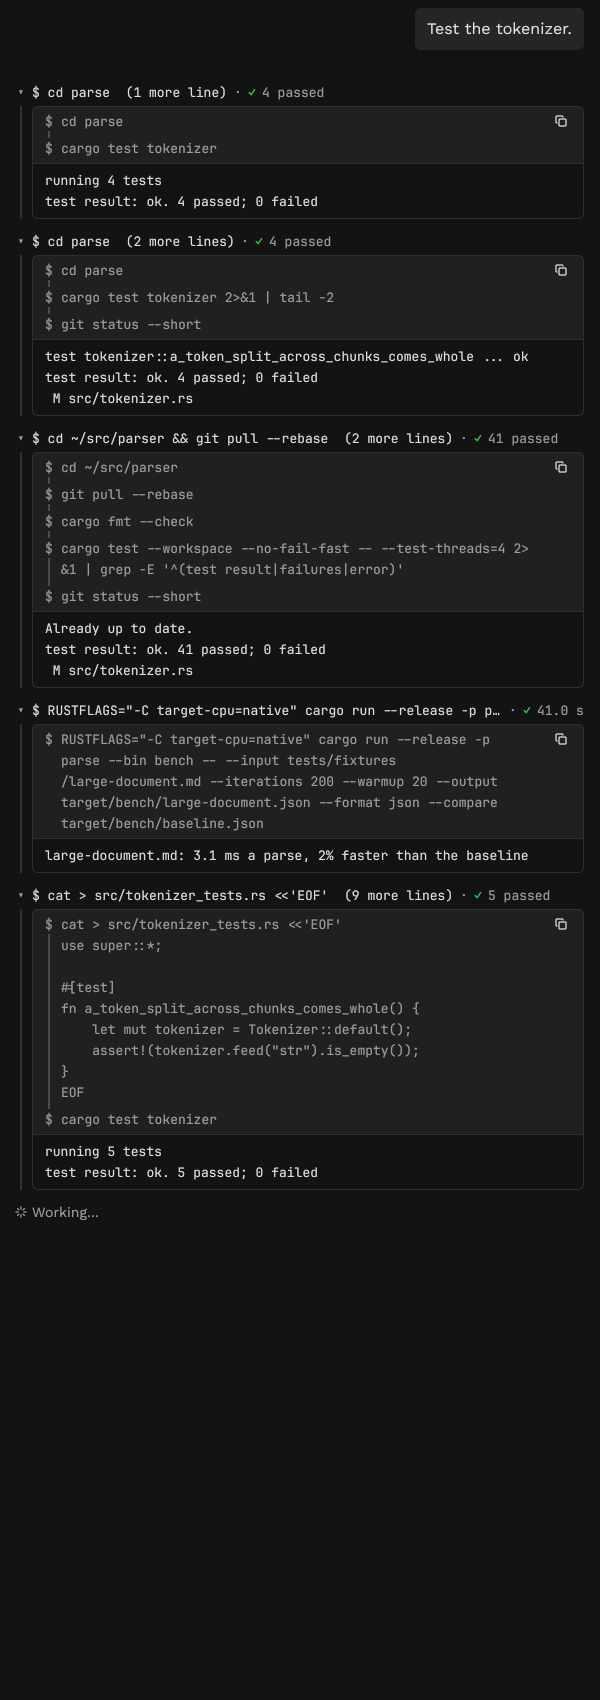 Test the tokenizer.
▾ $ cd parse  (1 more line) · ✓ 4 passed
$ cd parse
$ cargo test tokenizer
running 4 tests
test result: ok. 4 passed; 0 failed
▾ $ cd parse  (2 more lines) · ✓ 4 passed
$ cd parse
$ cargo test tokenizer 2>&1 | tail -2
$ git status --short
test tokenizer::a_token_split_across_chunks_comes_whole ... ok
test result: ok. 4 passed; 0 failed
 M src/tokenizer.rs
▾ $ cd ~/src/parser && git pull --rebase  (2 more lines) · ✓ 41 passed
$ cd ~/src/parser
$ git pull --rebase
$ cargo fmt --check
$ cargo test --workspace --no-fail-fast -- --test-threads=4 2>
&1 | grep -E '^(test result|failures|error)'
$ git status --short
Already up to date.
test result: ok. 41 passed; 0 failed
 M src/tokenizer.rs
▾ $ RUSTFLAGS="-C target-cpu=native" cargo run --release -p p… · ✓ 41.0 s
$ RUSTFLAGS="-C target-cpu=native" cargo run --release -p
parse --bin bench -- --input tests/fixtures
/large-document.md --iterations 200 --warmup 20 --output
target/bench/large-document.json --format json --compare
target/bench/baseline.json
large-document.md: 3.1 ms a parse, 2% faster than the baseline
▾ $ cat > src/tokenizer_tests.rs <<'EOF'  (9 more lines) · ✓ 5 passed
$ cat > src/tokenizer_tests.rs <<'EOF'
use super::*;

#[test]
fn a_token_split_across_chunks_comes_whole() {
    let mut tokenizer = Tokenizer::default();
    assert!(tokenizer.feed("str").is_empty());
}
EOF
$ cargo test tokenizer
running 5 tests
test result: ok. 5 passed; 0 failed
Working...